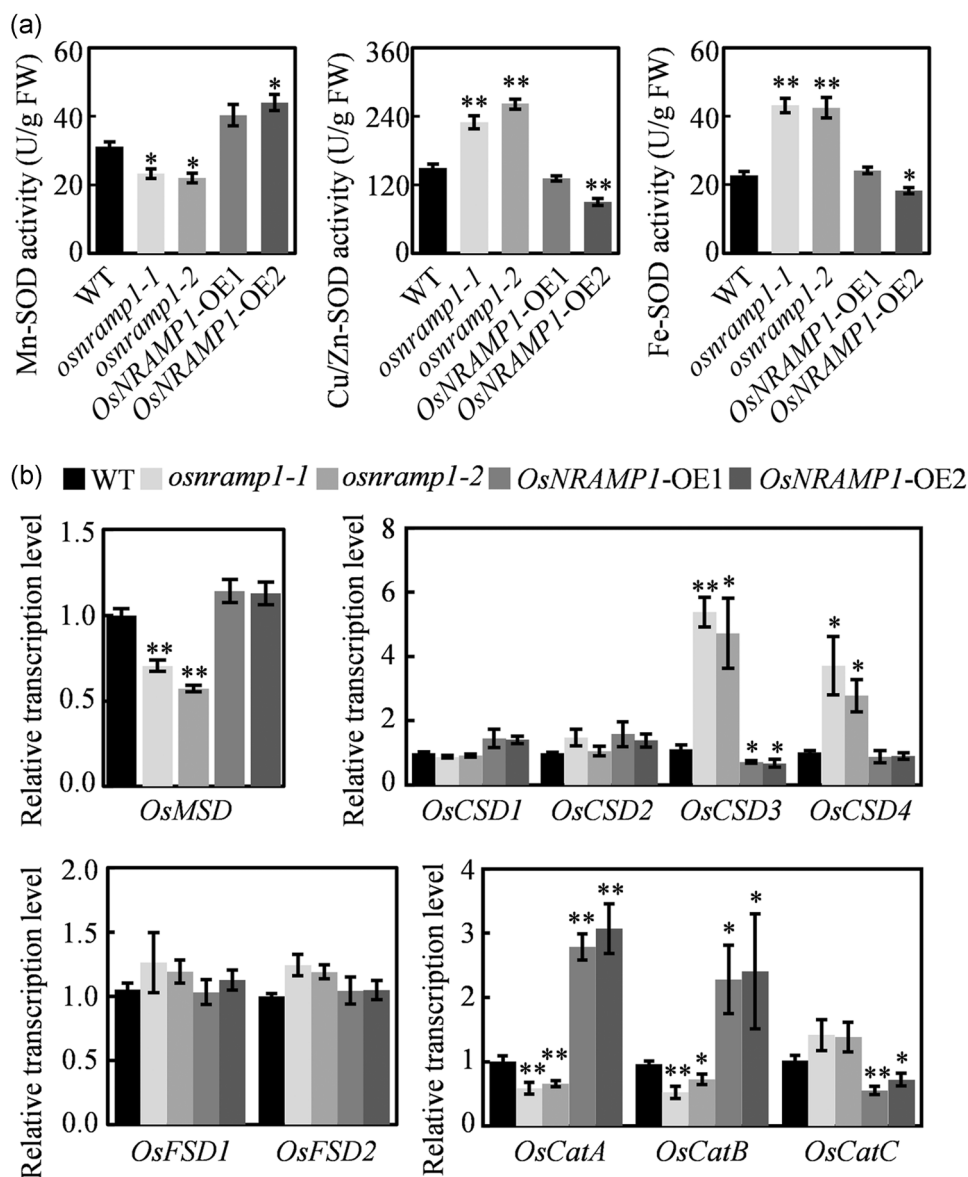 (a)
Mn-SOD activity (U/g FW)
60
40
20
0
*
*
*
WT
osnramp1-1
osnramp1-2
OsNRAMP1-OE1
OsNRAMP1-OE2
Cu/Zn-SOD activity (U/g FW)
360
240
120
0
**
**
**
WT
osnramp1-1
osnramp1-2
OsNRAMP1-OE1
OsNRAMP1-OE2
Fe-SOD activity (U/g FW)
60
40
20
0
**
**
*
WT
osnramp1-1
osnramp1-2
OsNRAMP1-OE1
OsNRAMP1-OE2
(b)
WT osnramp1-1 osnramp1-2 OsNRAMP1-OE1 OsNRAMP1-OE2
Relative transcription level
1.5
1.0
0.5
0.0
**
**
OsMSD
Relative transcription level
8
6
4
2
0
** *
* *
*
*
OsCSD1 OsCSD2 OsCSD3 OsCSD4
Relative transcription level
2.0
1.5
1.0
0.5
0.0
OsFSD1 OsFSD2
Relative transcription level
4
3
2
1
0
** **
** **
* *
** *
** *
OsCatA OsCatB OsCatC